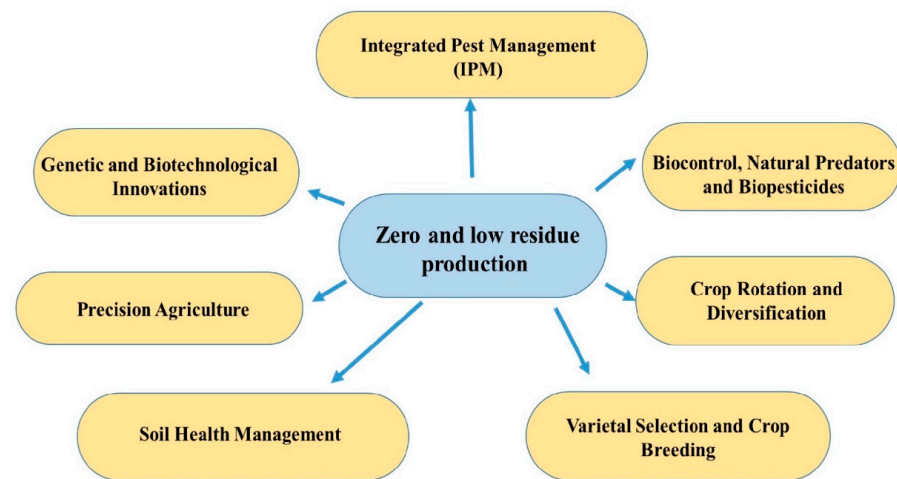 Integrated Pest Management
(IPM)
Genetic and Biotechnological
Innovations
Biocontrol, Natural Predators
and Biopesticides
Zero and low residue
production
Precision Agriculture
Crop Rotation and
Diversification
Soil Health Management
Varietal Selection and Crop
Breeding